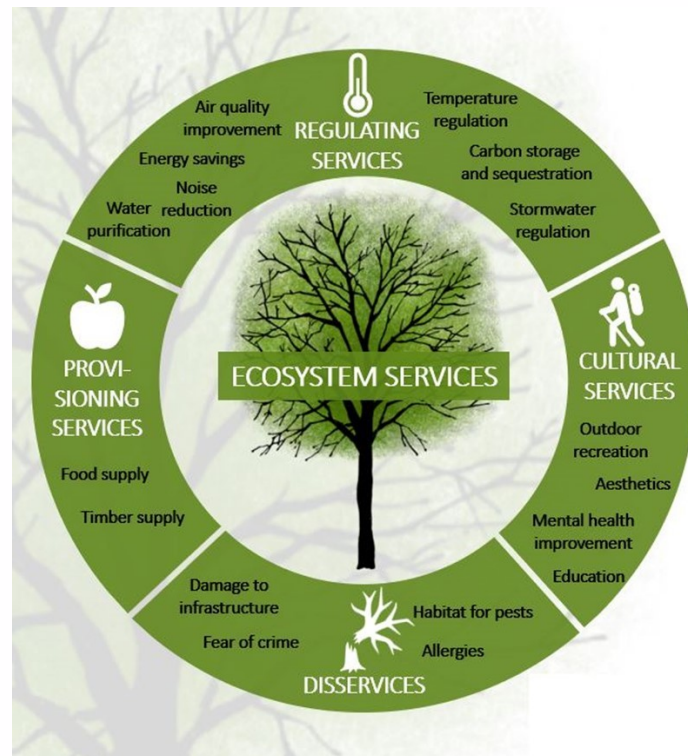 Air quality
improvement
Energy savings
Noise
reduction
Water
purification
REGULATING
SERVICES
Temperature
regulation
Carbon storage
and sequestration
Stormwater
regulation
PROVI-
SIONING
SERVICES
Food supply
Timber supply
ECOSYSTEM SERVICES
CULTURAL
SERVICES
Outdoor
recreation
Aesthetics
Mental health
improvement
Education
Damage to
infrastructure
Fear of crime
Habitat for pests
Allergies
DISSERVICES